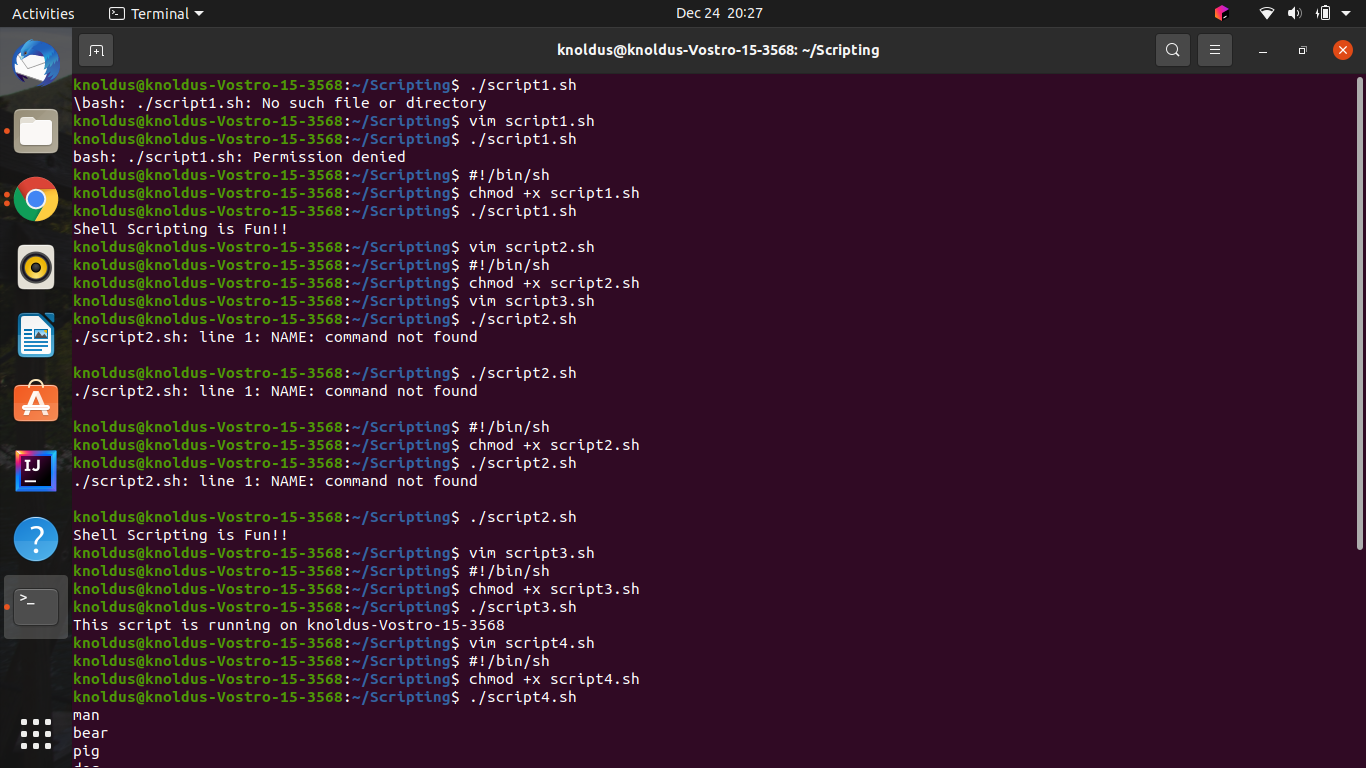 Activities
Terminal
Dec 24 20:27
knoldus@knoldus-Vostro-15-3568: ~/Scripting
knoldus@knoldus-Vostro-15-3568:~/Scripting$ ./script1.sh
\bash: ./script1.sh: No such file or directory
knoldus@knoldus-Vostro-15-3568:~/Scripting$ vim script1.sh
knoldus@knoldus-Vostro-15-3568:~/Scripting$ ./script1.sh
bash: ./script1.sh: Permission denied
knoldus@knoldus-Vostro-15-3568:~/Scripting$ #!/bin/sh
knoldus@knoldus-Vostro-15-3568:~/Scripting$ chmod +x script1.sh
knoldus@knoldus-Vostro-15-3568:~/Scripting$ ./script1.sh
Shell Scripting is Fun!!
knoldus@knoldus-Vostro-15-3568:~/Scripting$ vim script2.sh
knoldus@knoldus-Vostro-15-3568:~/Scripting$ #!/bin/sh
knoldus@knoldus-Vostro-15-3568:~/Scripting$ chmod +x script2.sh
knoldus@knoldus-Vostro-15-3568:~/Scripting$ vim script3.sh
knoldus@knoldus-Vostro-15-3568:~/Scripting$ ./script2.sh
./script2.sh: line 1: NAME: command not found
knoldus@knoldus-Vostro-15-3568:~/Scripting$ ./script2.sh
./script2.sh: line 1: NAME: command not found
knoldus@knoldus-Vostro-15-3568:~/Scripting$ #!/bin/sh
knoldus@knoldus-Vostro-15-3568:~/Scripting$ chmod +x script2.sh
knoldus@knoldus-Vostro-15-3568:~/Scripting$ ./script2.sh
./script2.sh: line 1: NAME: command not found
knoldus@knoldus-Vostro-15-3568:~/Scripting$ ./script2.sh
Shell Scripting is Fun!!
knoldus@knoldus-Vostro-15-3568:~/Scripting$ vim script3.sh
knoldus@knoldus-Vostro-15-3568:~/Scripting$ #!/bin/sh
knoldus@knoldus-Vostro-15-3568:~/Scripting$ chmod +x script3.sh
knoldus@knoldus-Vostro-15-3568:~/Scripting$ ./script3.sh
This script is running on knoldus-Vostro-15-3568
knoldus@knoldus-Vostro-15-3568:~/Scripting$ vim script4.sh
knoldus@knoldus-Vostro-15-3568:~/Scripting$ #!/bin/sh
knoldus@knoldus-Vostro-15-3568:~/Scripting$ chmod +x script4.sh
knoldus@knoldus-Vostro-15-3568:~/Scripting$ ./script4.sh
man
bear
pig
IJ
>_